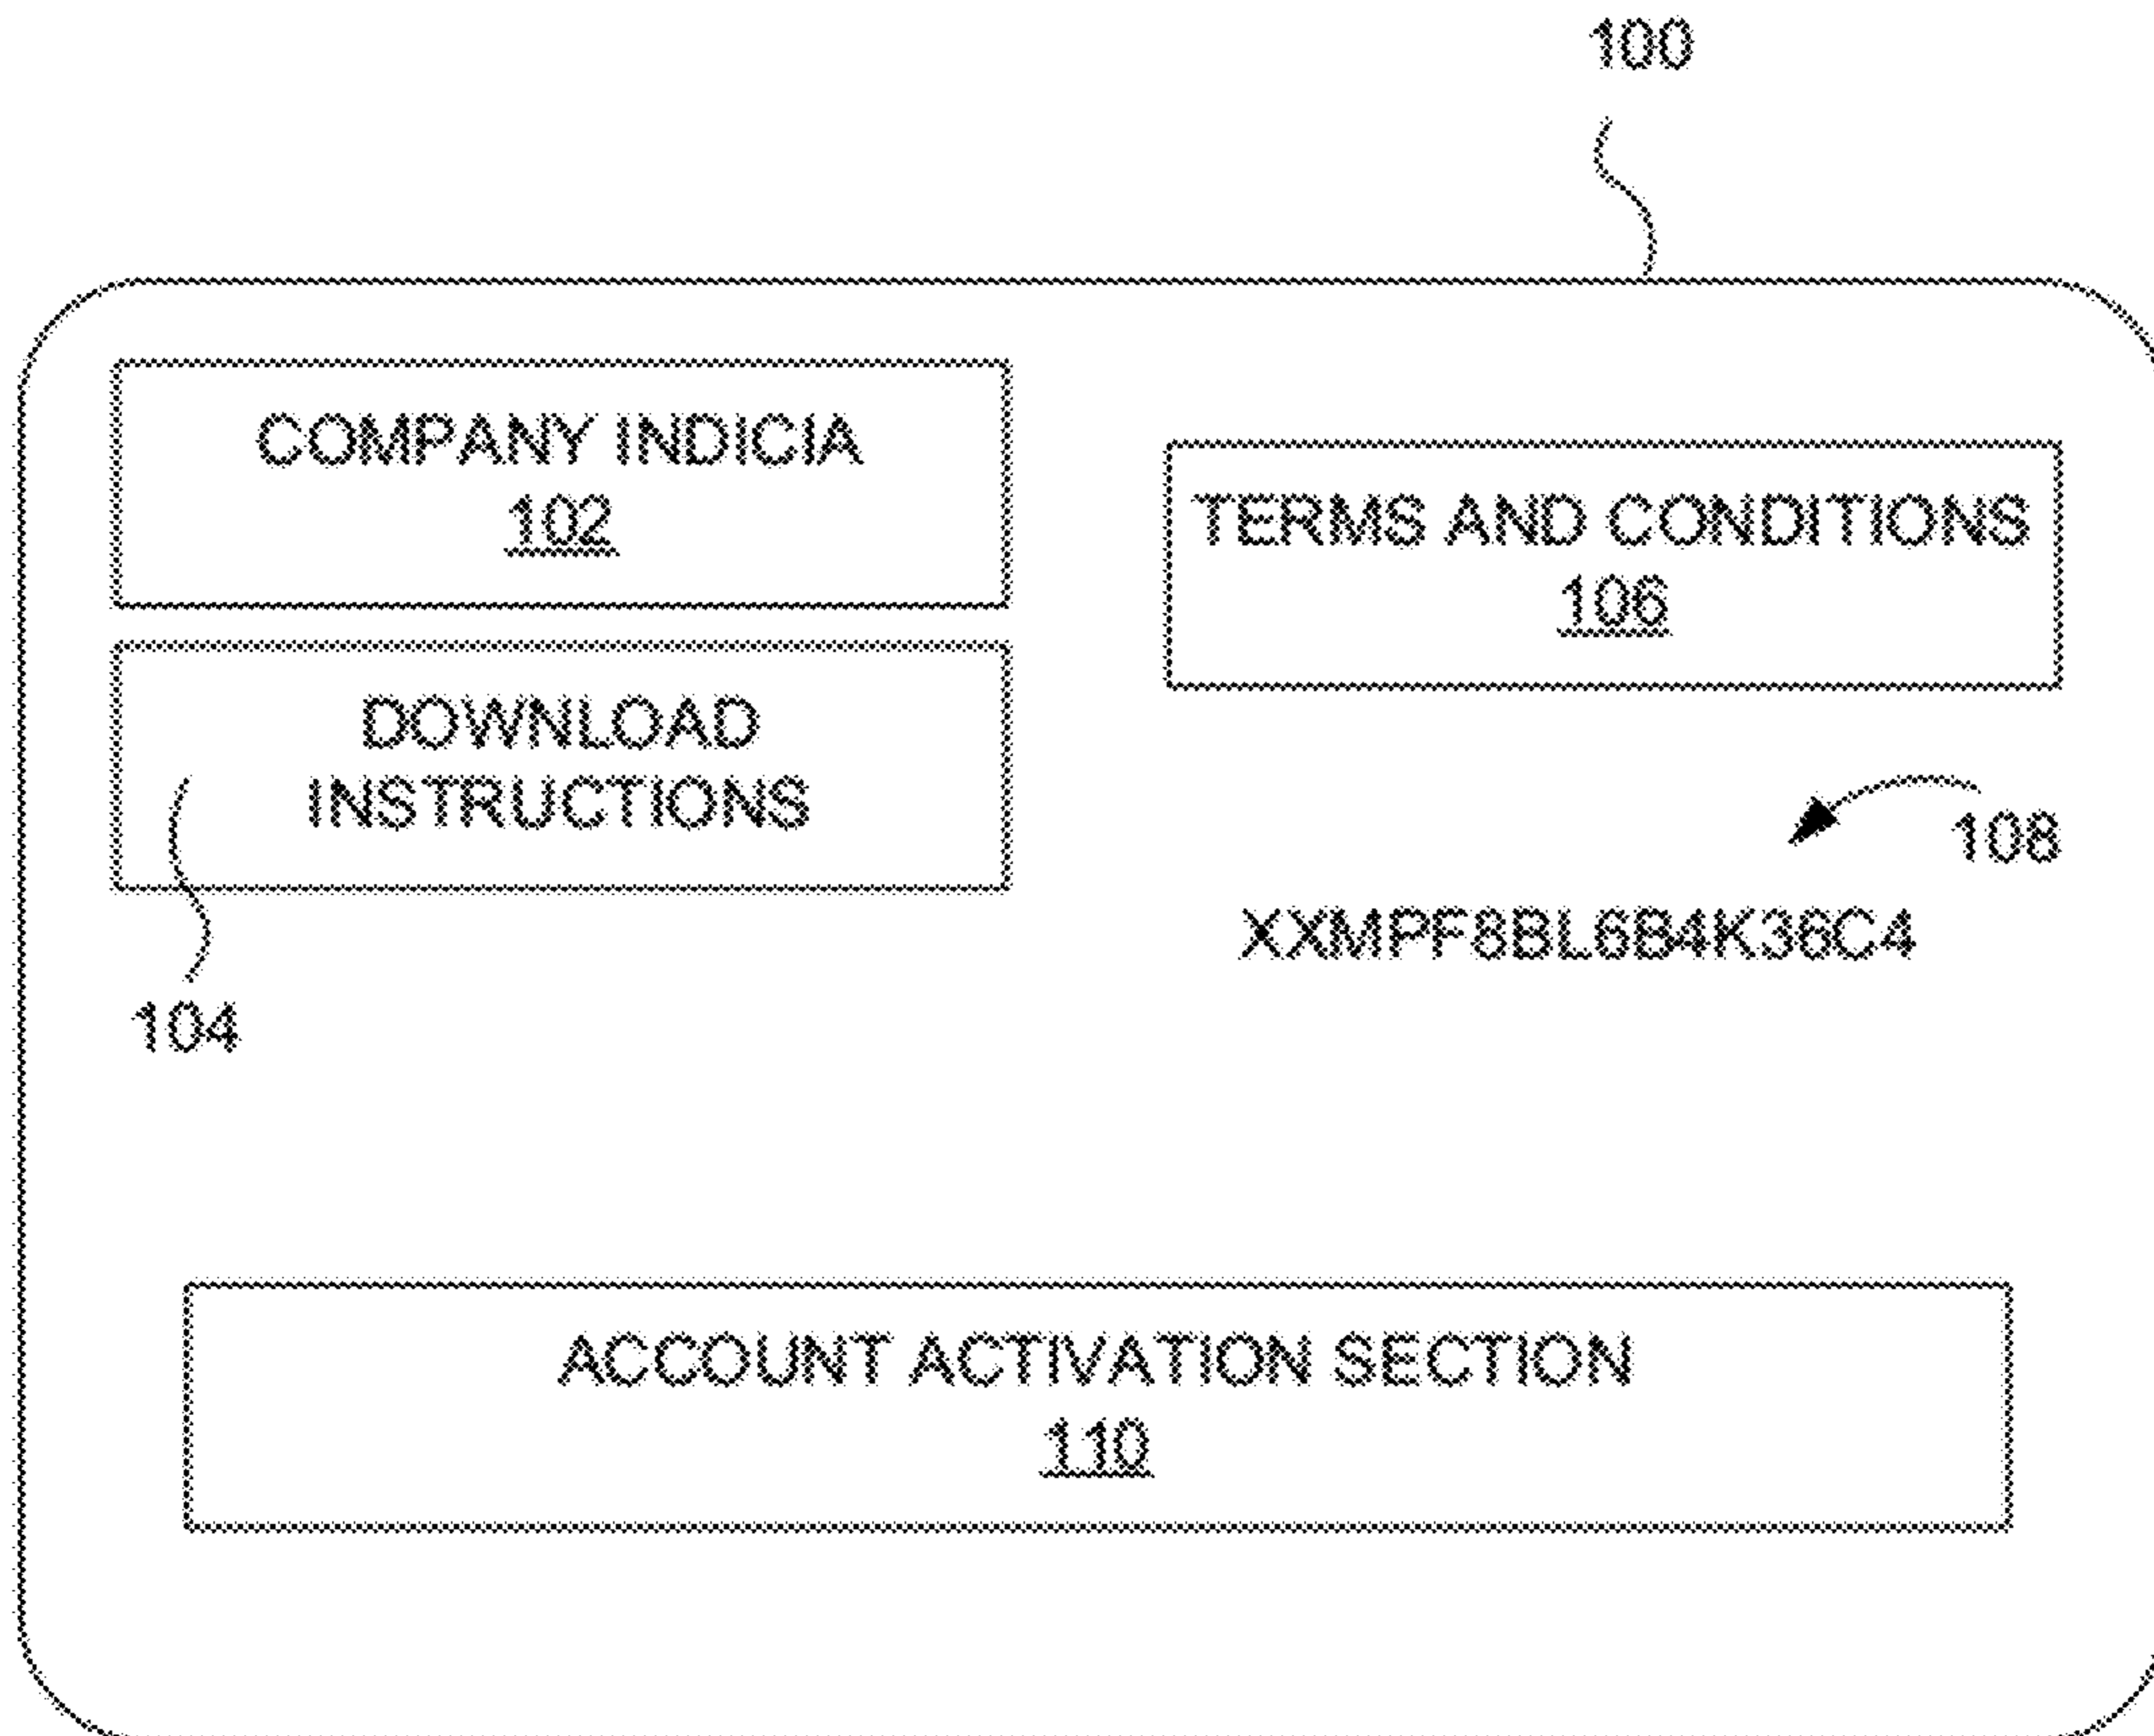 100
COMPANY INDICIA
102
TERMS AND CONDITIONS
106
DOWNLOAD
INSTRUCTIONS
104
108
XXMPF8BL6B4K36C4
ACCOUNT ACTIVATION SECTION
110